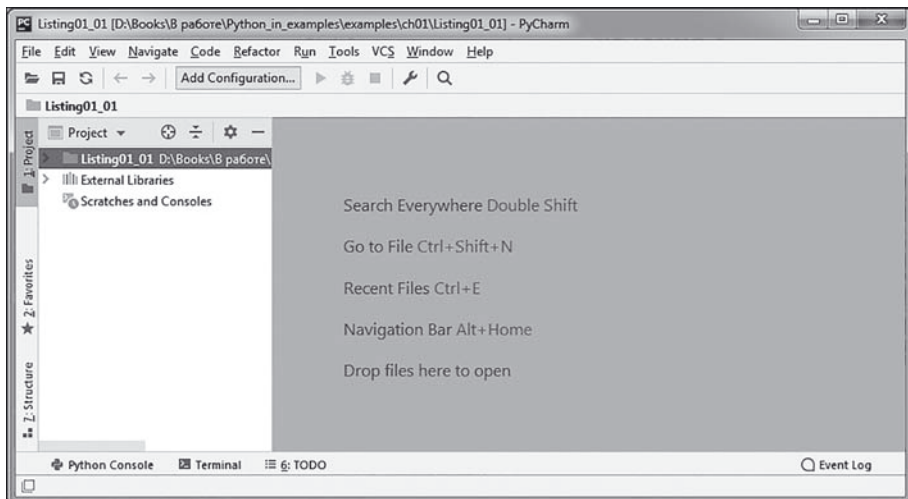 PC Listing01_01 [D:\Books\В работе\Python_in_examples\examples\ch01\Listing01_01] - PyCharm
File Edit View Navigate Code Refactor Run Tools VCS Window Help
Add Configuration...
Listing01_01
1: Project
Project
Listing01_01 D:\Books\В работе\
External Libraries
Scratches and Consoles
Search Everywhere Double Shift
Go to File Ctrl+Shift+N
Recent Files Ctrl+E
Navigation Bar Alt+Home
Drop files here to open
2: Favorites
7: Structure
Python Console Terminal 6: TODO Event Log